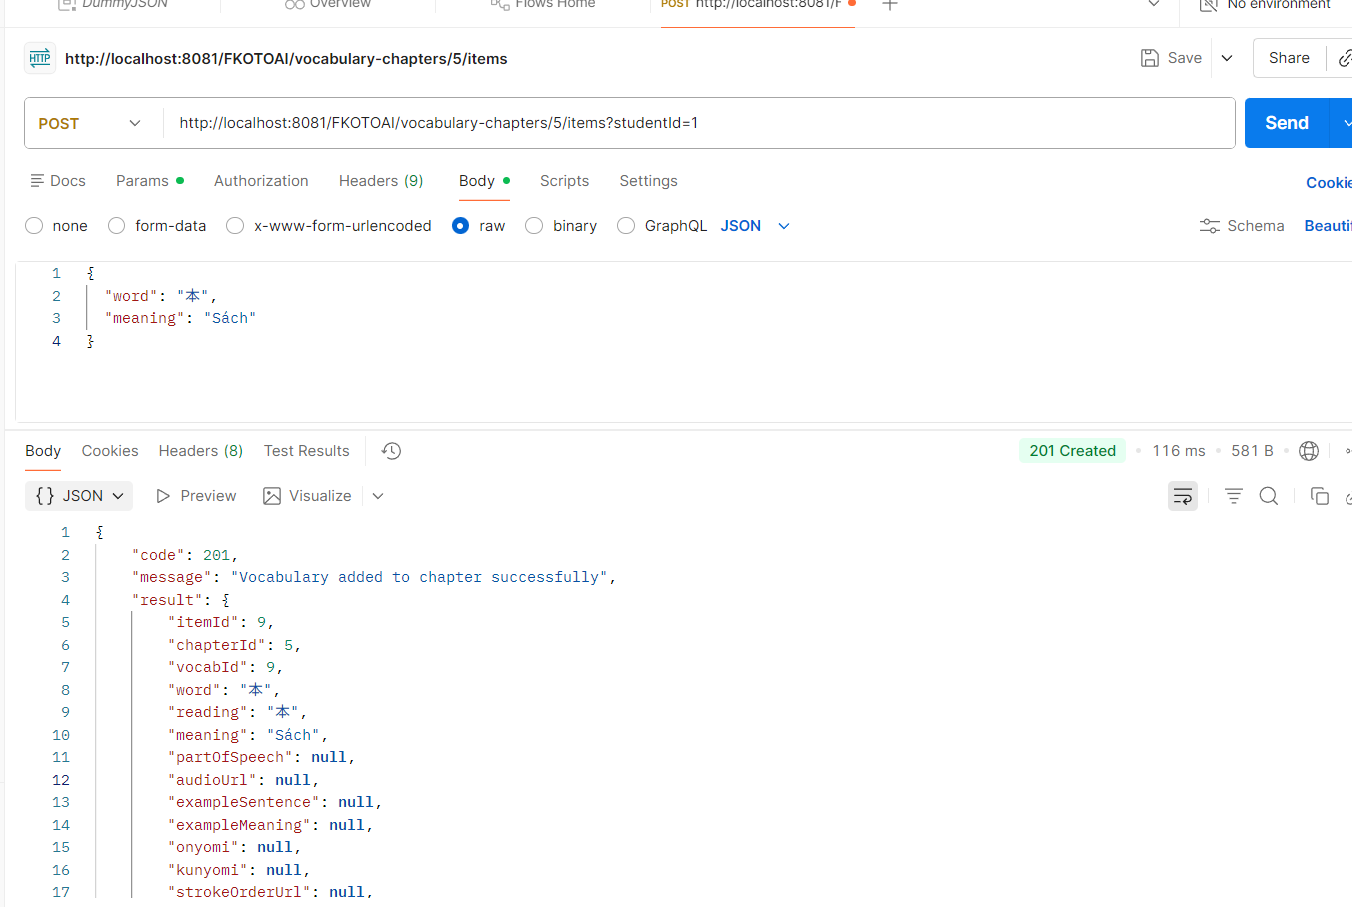 DummyJSON Overview Flows Home POST http://localhost:8081/F No environment
HTTP http://localhost:8081/FKOTOAI/vocabulary-chapters/5/items Save Share
POST http://localhost:8081/FKOTOAI/vocabulary-chapters/5/items?studentId=1 Send
Docs Params Authorization Headers (9) Body Scripts Settings Cookie
none form-data x-www-form-urlencoded raw binary GraphQL JSON Schema Beautif
1 {
2 "word": "本",
3 "meaning": "Sách"
4 }
Body Cookies Headers (8) Test Results 201 Created 116 ms 581 B
{} JSON Preview Visualize
1 {
2 "code": 201,
3 "message": "Vocabulary added to chapter successfully",
4 "result": {
5 "itemId": 9,
6 "chapterId": 5,
7 "vocabId": 9,
8 "word": "本",
9 "reading": "本",
10 "meaning": "Sách",
11 "partOfSpeech": null,
12 "audioUrl": null,
13 "exampleSentence": null,
14 "exampleMeaning": null,
15 "onyomi": null,
16 "kunyomi": null,
17 "strokeOrderUrl": null,